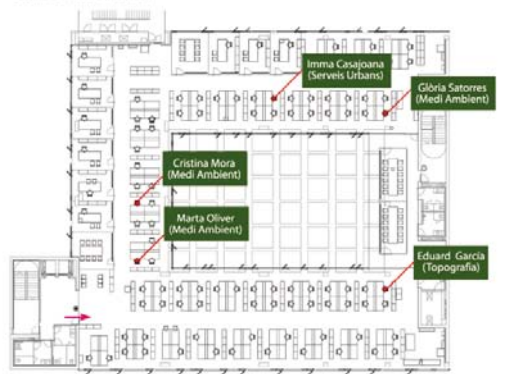 Imma Casajoana
(Serveis Urbans)
Glòria Satorres
(Medi Ambient)
Cristina Mora
(Medi Ambient)
Marta Oliver
(Medi Ambient)
Eduard García
(Topografia)